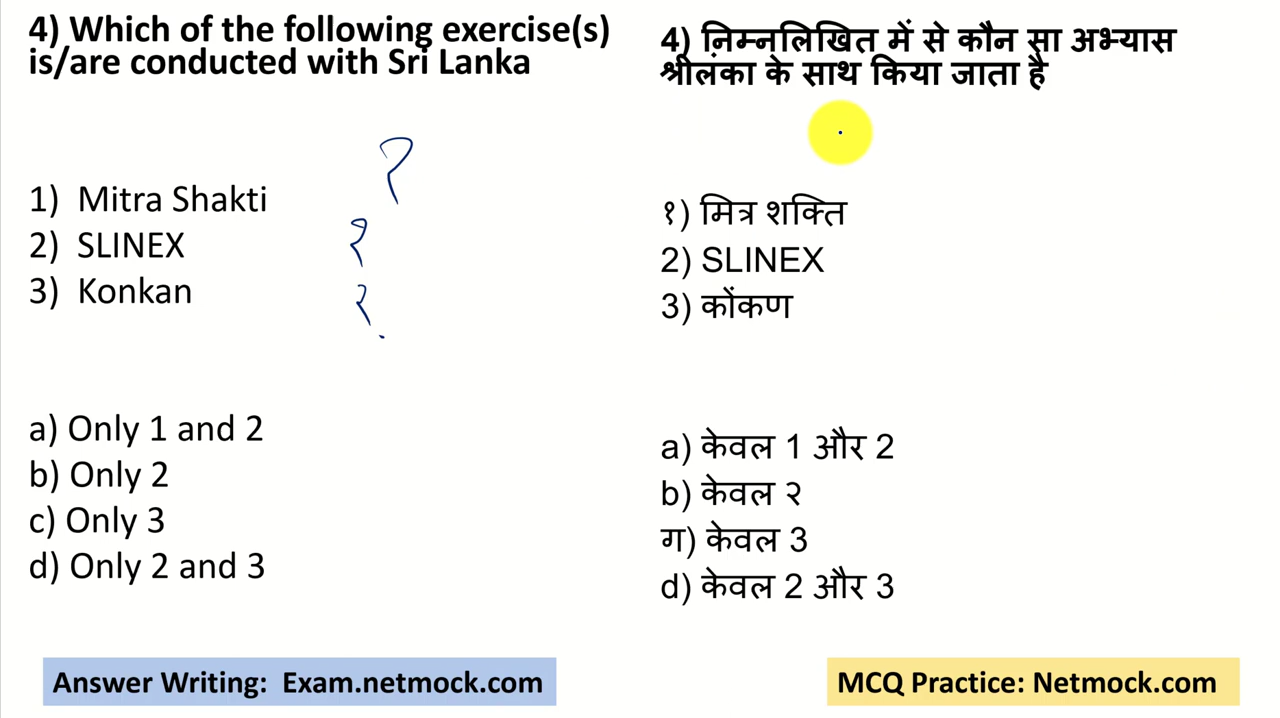 4) Which of the following exercise(s)
is/are conducted with Sri Lanka
1) Mitra Shakti
2) SLINEX
3) Konkan
?
?
?
a) Only 1 and 2
b) Only 2
c) Only 3
d) Only 2 and 3
Answer Writing: Exam.netmock.com
4) निम्नलिखित में से कौन सा अभ्यास
श्रीलंका के साथ किया जाता है
१) मित्र शक्ति
2) SLINEX
3) कोंकण
a) केवल 1 और 2
b) केवल २
ग) केवल 3
d) केवल 2 और 3
MCQ Practice: Netmock.com